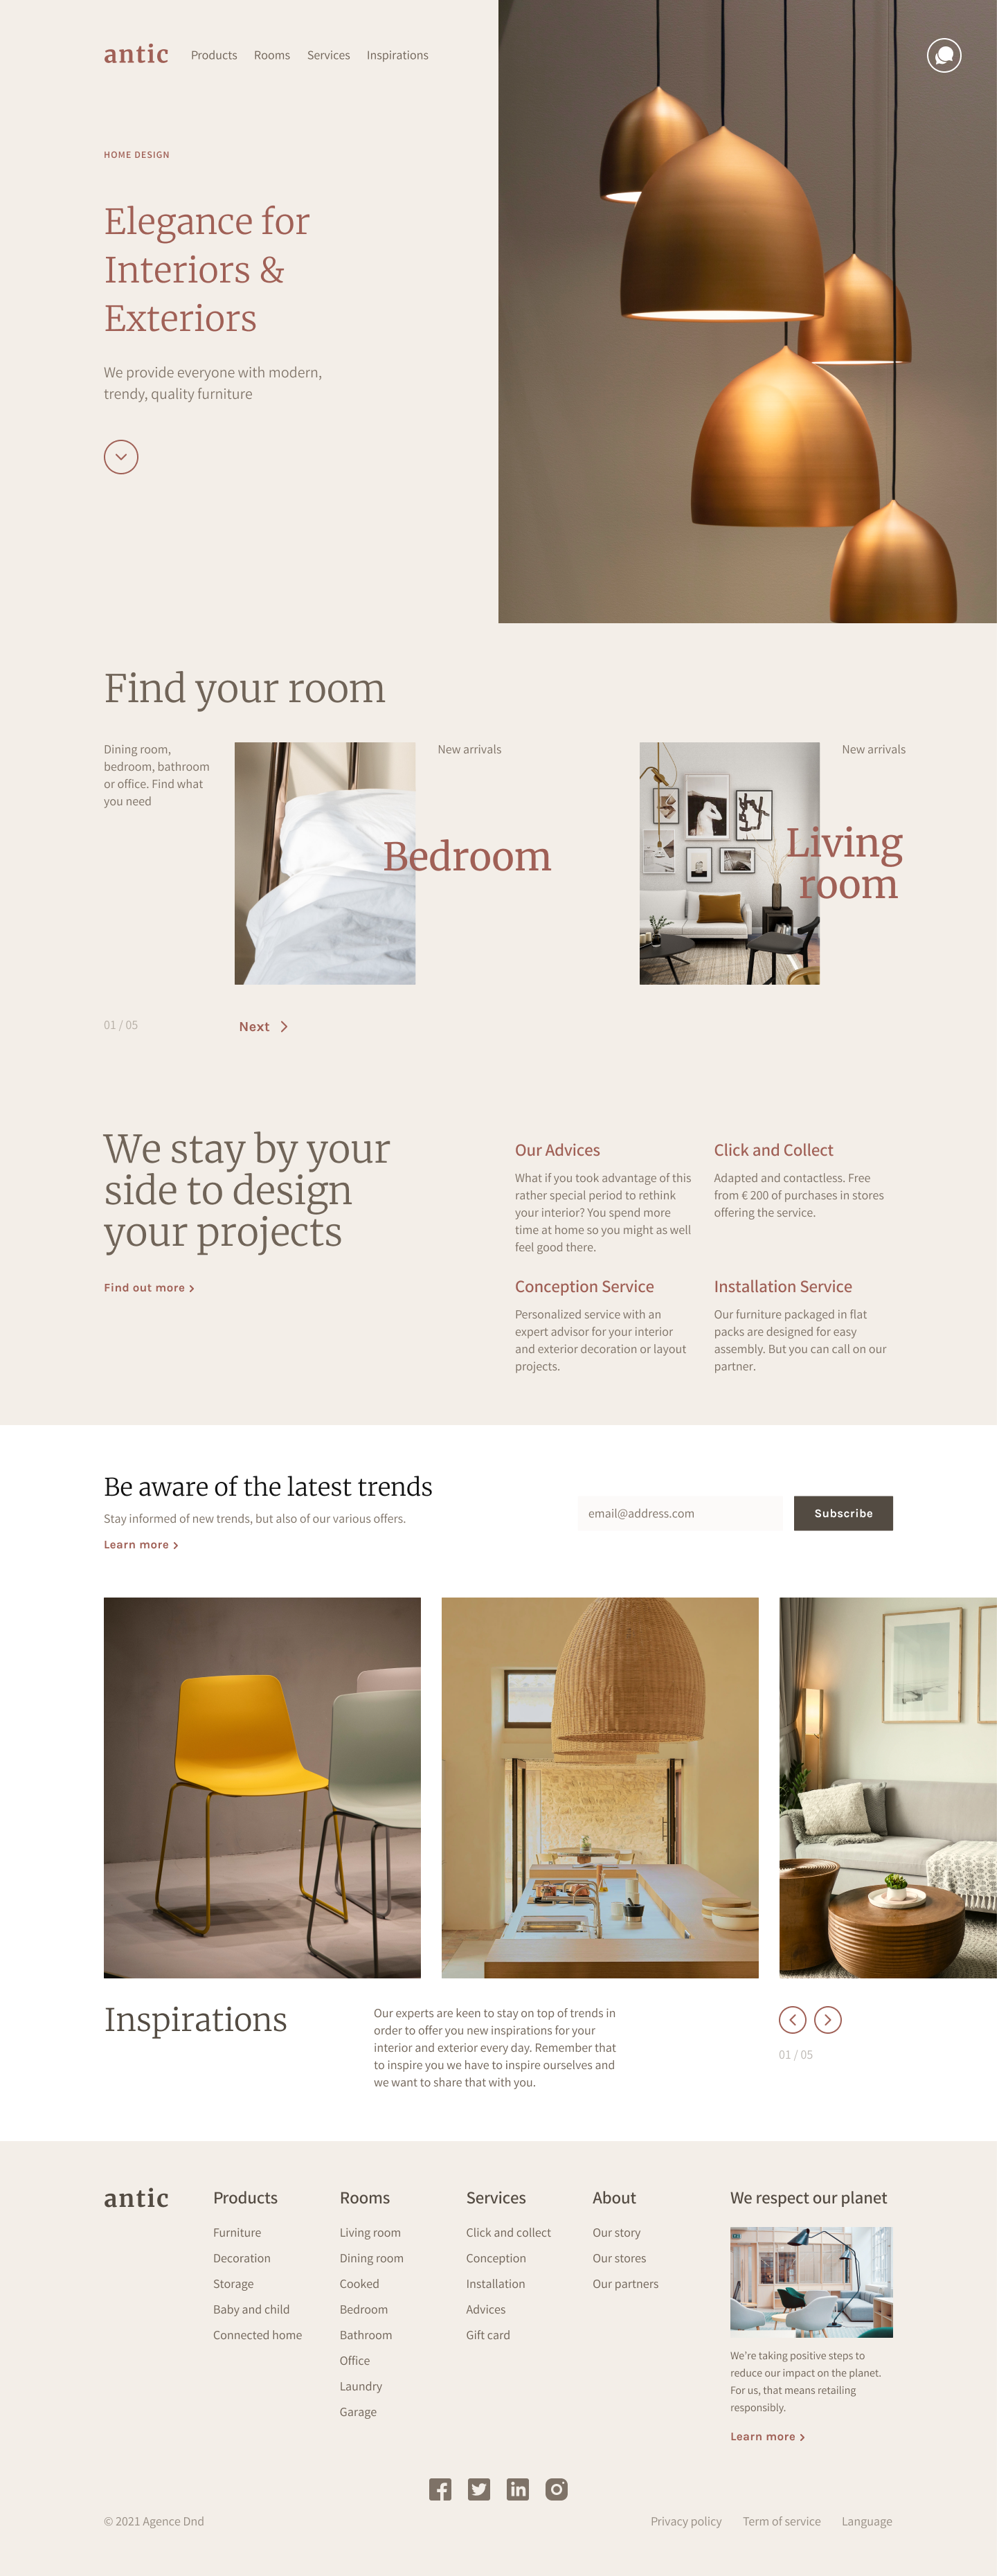 antic
Products
Rooms
Services
Inspirations
HOME DESIGN
Elegance for
Interiors &
Exteriors
We provide everyone with modern,
trendy, quality furniture
Find your room
Dining room,
bedroom, bathroom
or office. Find what
you need
New arrivals
Bedroom
New arrivals
Living
room
01 / 05
Next
We stay by your
side to design
your projects
Find out more
Our Advices
What if you took advantage of this
rather special period to rethink
your interior? You spend more
time at home so you might as well
feel good there.
Click and Collect
Adapted and contactless. Free
from € 200 of purchases in stores
offering the service.
Conception Service
Personalized service with an
expert advisor for your interior
and exterior decoration or layout
projects.
Installation Service
Our furniture packaged in flat
packs are designed for easy
assembly. But you can call on our
partner.
Be aware of the latest trends
Stay informed of new trends, but also of our various offers.
Learn more
email@address.com
Subscribe
Inspirations
Our experts are keen to stay on top of trends in
order to offer you new inspirations for your
interior and exterior every day. Remember that
to inspire you we have to inspire ourselves and
we want to share that with you.
01 / 05
antic
Products
Furniture
Decoration
Storage
Baby and child
Connected home
Rooms
Living room
Dining room
Cooked
Bedroom
Bathroom
Office
Laundry
Garage
Services
Click and collect
Conception
Installation
Advices
Gift card
About
Our story
Our stores
Our partners
We respect our planet
We're taking positive steps to
reduce our impact on the planet.
For us, that means retailing
responsibly.
Learn more
© 2021 Agence Dnd
Privacy policy
Term of service
Language